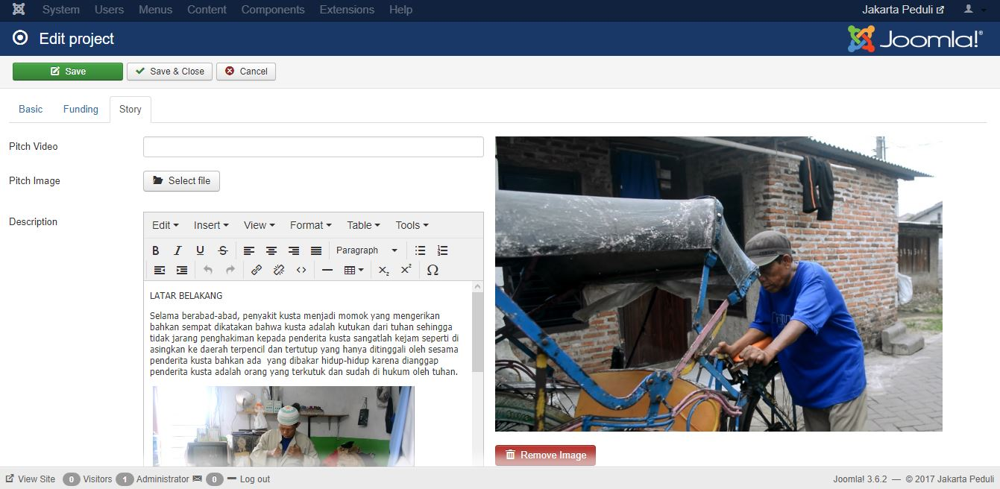 System Users Menus Content Components Extensions Help Jakarta Peduli
Edit project Joomla!®
Save Save & Close Cancel
Basic Funding Story
Pitch Video
Pitch Image Select file
Description
Edit Insert View Format Table Tools
B I U S Paragraph
X₂ X² Ω
LATAR BELAKANG
Selama berabad-abad, penyakit kusta menjadi momok yang mengerikan
bahkan sempat dikatakan bahwa kusta adalah kutukan dari tuhan sehingga
tidak jarang penghakiman kepada penderita kusta sangatlah kejam seperti di
asingkan ke daerah terpencil dan tertutup yang hanya ditinggali oleh sesama
penderita kusta bahkan ada yang dibakar hidup-hidup karena dianggap
penderita kusta adalah orang yang terkutuk dan sudah di hukum oleh tuhan.
Remove Image
View Site 0 Visitors 1 Administrator 0 Log out Joomla! 3.6.2 — © 2017 Jakarta Peduli